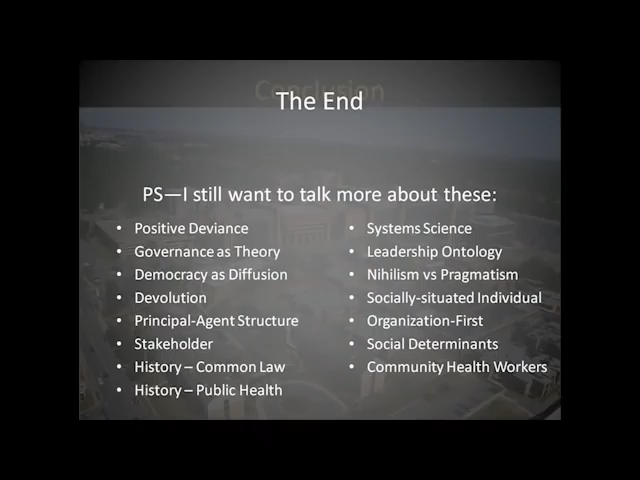 Conclusion
The End
PS—I still want to talk more about these:
• Positive Deviance
• Governance as Theory
• Democracy as Diffusion
• Devolution
• Principal-Agent Structure
• Stakeholder
• History – Common Law
• History – Public Health
• Systems Science
• Leadership Ontology
• Nihilism vs Pragmatism
• Socially-situated Individual
• Organization-First
• Social Determinants
• Community Health Workers